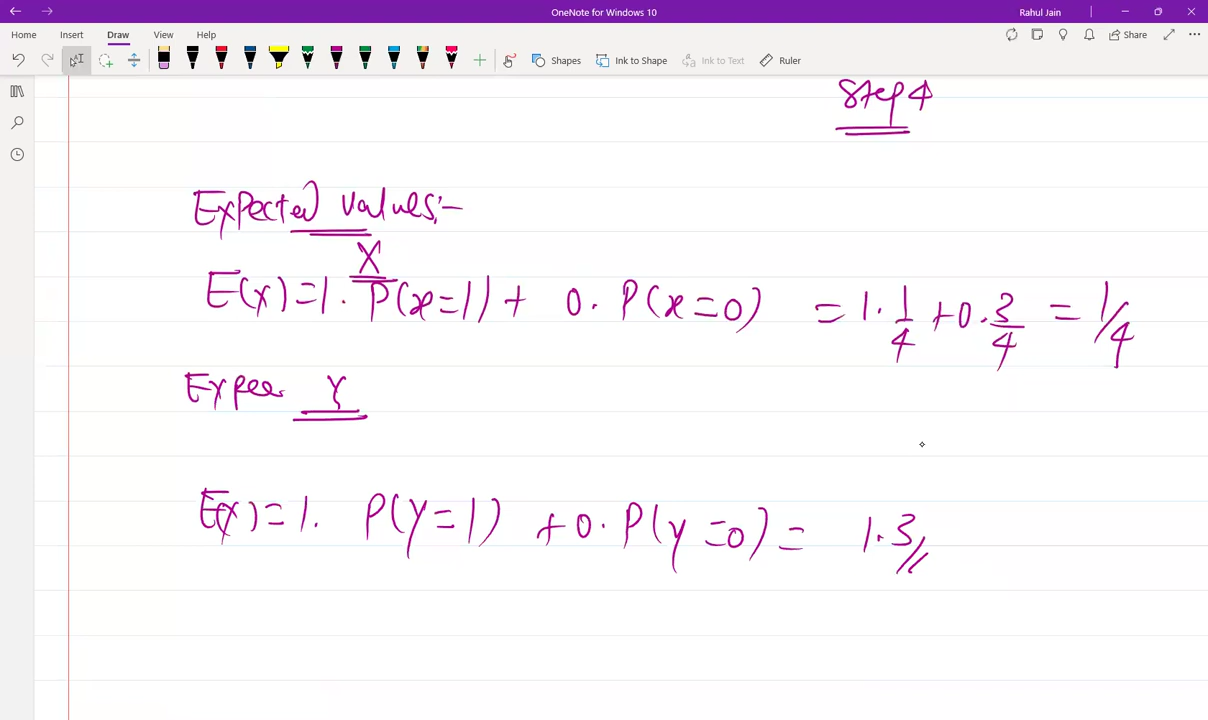 OneNote for Windows 10
Rahul Jain
Home Insert Draw View Help
Share
Shapes Ink to Shape Ink to Text Ruler
Step 4
Expected values:-
X
E(x)=1. P(x=1) + 0. P(x=0) = 1. 1/4 +0. 3/4 = 1/4
Expec. Y
E(y)=1. P(y=1) +0. P(y=0) = 1.3//